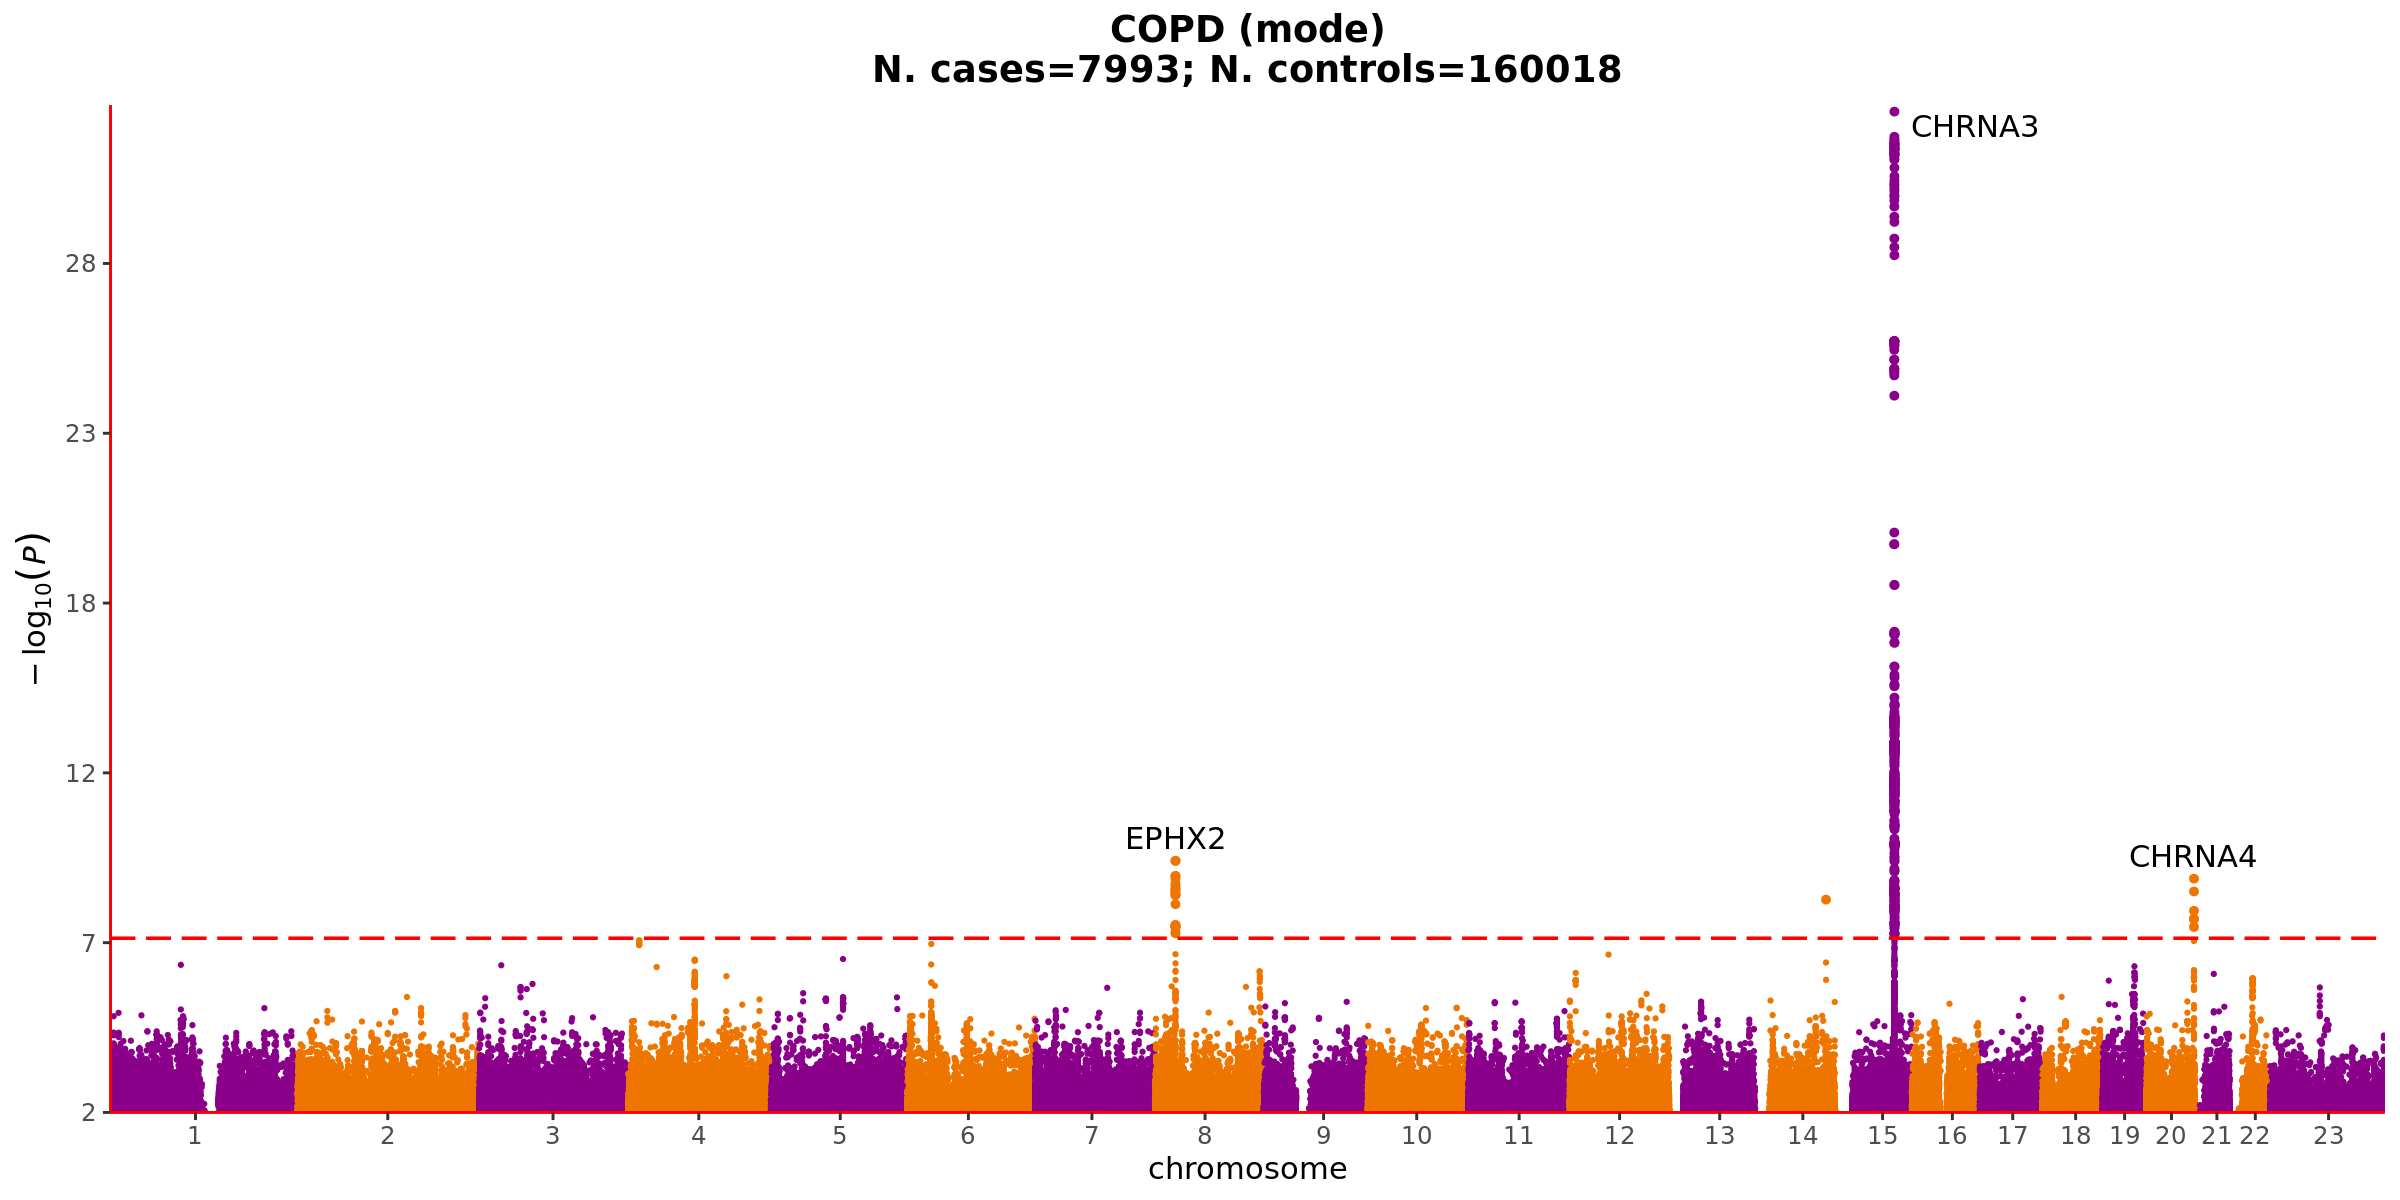 COPD (mode)
N. cases=7993; N. controls=160018
CHRNA3
EPHX2
CHRNA4
28
23
18
12
7
2
− log10(P)
1 2 3 4 5 6 7 8 9 10 11 12 13 14 15 16 17 18 19 20 21 22 23
chromosome